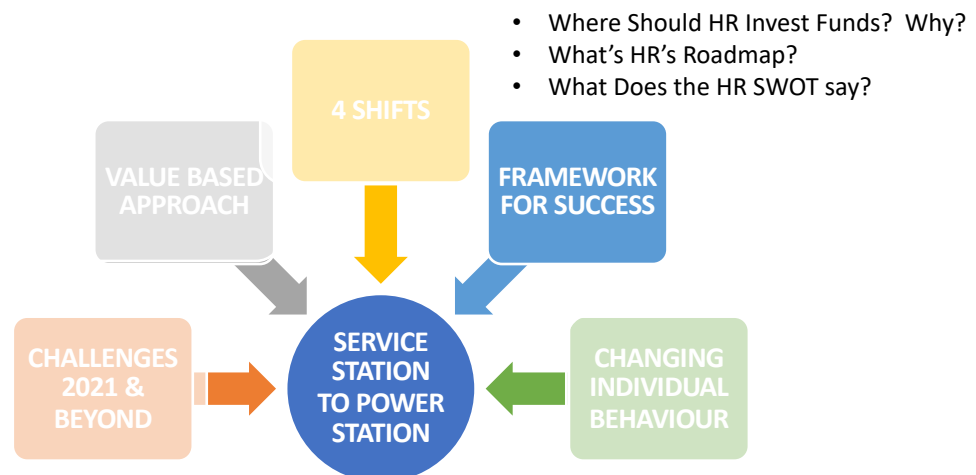 • Where Should HR Invest Funds?  Why?
• What's HR's Roadmap?
• What Does the HR SWOT say?
4 SHIFTS
VALUE BASED
APPROACH
FRAMEWORK
FOR SUCCESS
CHALLENGES
2021 &
BEYOND
SERVICE
STATION
TO POWER
STATION
CHANGING
INDIVIDUAL
BEHAVIOUR